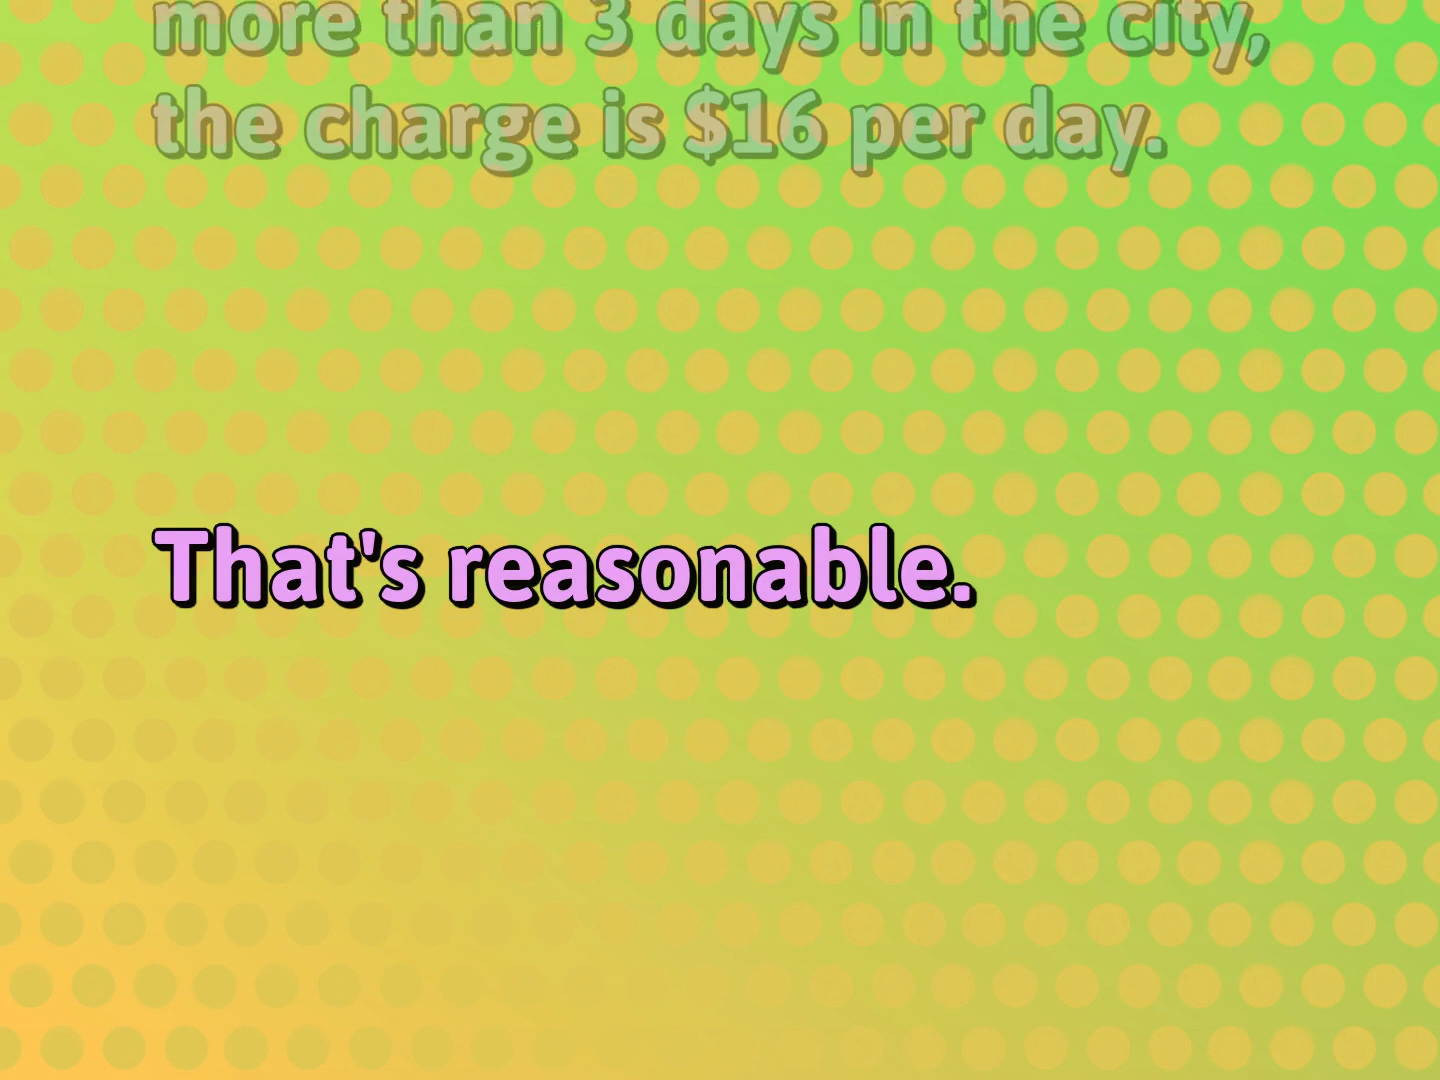 more than 3 days in the city,
the charge is $16 per day.
That's reasonable.